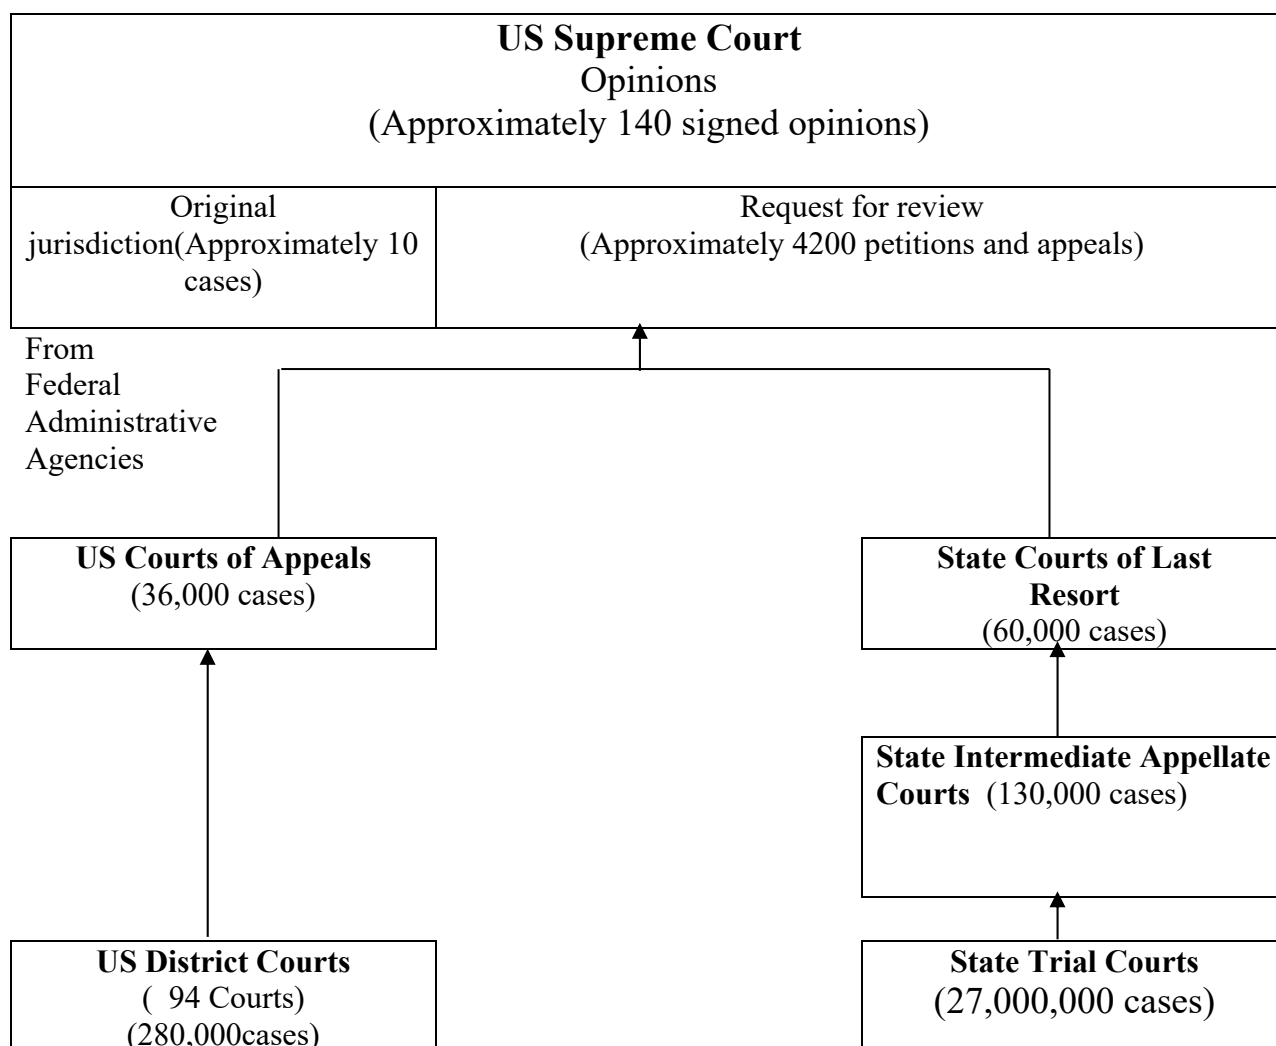 US Supreme Court
Opinions
(Approximately 140 signed opinions)
Original
jurisdiction(Approximately 10
cases)
Request for review
(Approximately 4200 petitions and appeals)
From
Federal
Administrative
Agencies
US Courts of Appeals
(36,000 cases)
State Courts of Last
Resort
(60,000 cases)
State Intermediate Appellate
Courts  (130,000 cases)
US District Courts
(  94 Courts)
(280,000cases)
State Trial Courts
(27,000,000 cases)